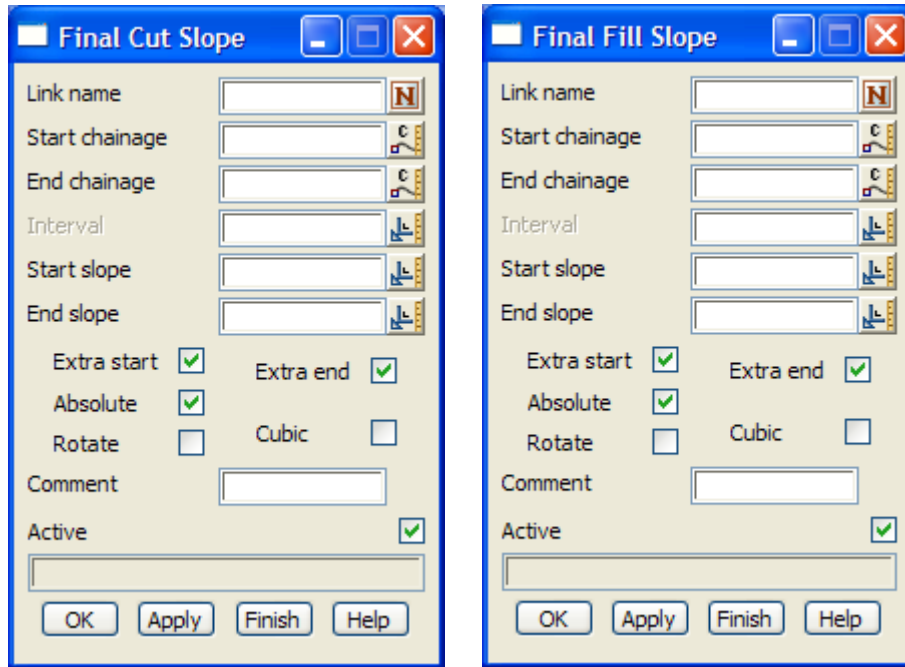 Final Cut Slope
Link name
N
Start chainage
C
End chainage
C
Interval
Start slope
End slope
Extra start
Extra end
Absolute
Rotate
Cubic
Comment
Active
OK Apply Finish Help
Final Fill Slope
Link name
N
Start chainage
C
End chainage
C
Interval
Start slope
End slope
Extra start
Extra end
Absolute
Rotate
Cubic
Comment
Active
OK Apply Finish Help